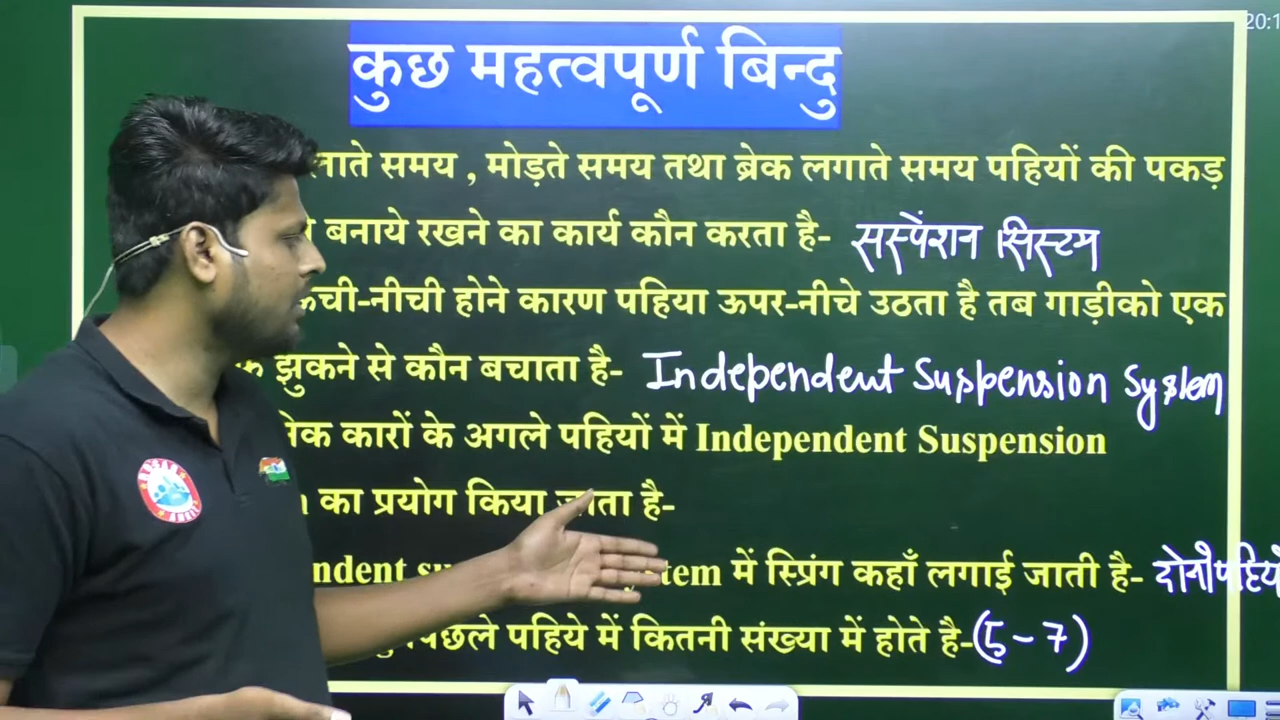 कुछ महत्वपूर्ण बिन्दु
लाते समय , मोड़ते समय तथा ब्रेक लगाते समय पहियों की पकड़
बनाये रखने का कार्य कौन करता है- सस्पेंशन सिस्टम
ऊँची-नीची होने कारण पहिया ऊपर-नीचे उठता है तब गाड़ीको एक
झुकने से कौन बचाता है- Independent Suspension System
कारों के अगले पहियों में Independent Suspension
का प्रयोग किया जाता है-
ndent tem में स्प्रिंग कहाँ लगाई जाती है- दोनों पहियों
पिछले पहिये में कितनी संख्या में होते है-(5-7)
20:1